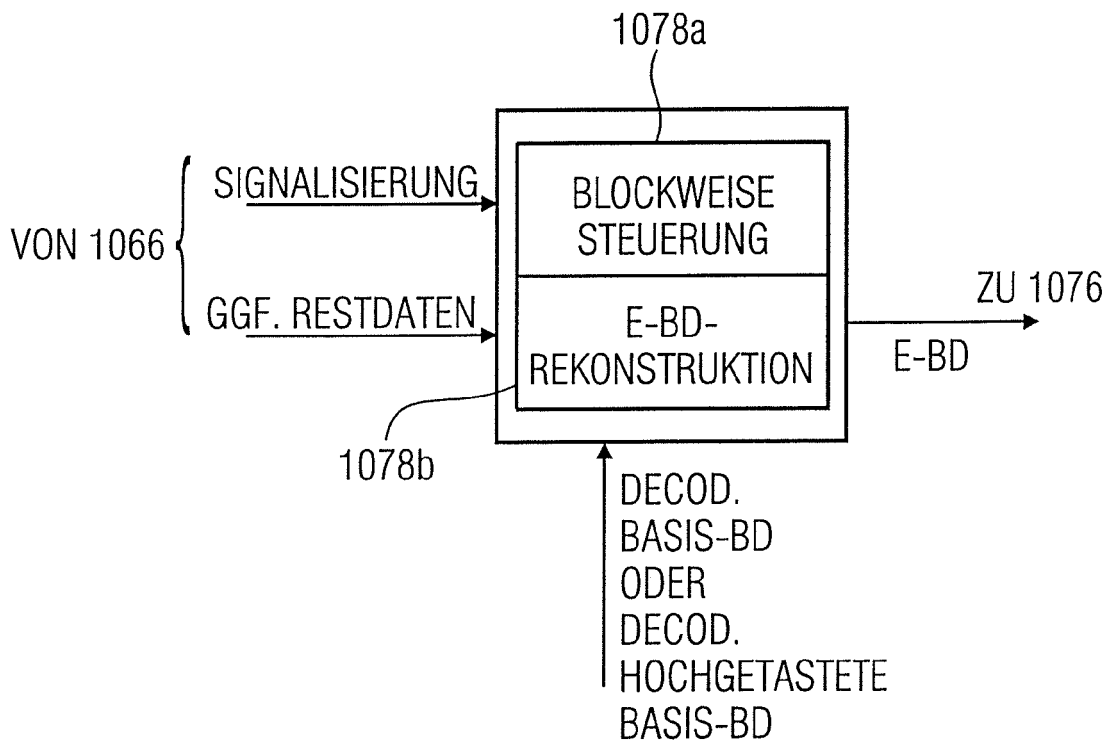 1078a
SIGNALISIERUNG
VON 1066
GGF. RESTDATEN
BLOCKWEISE
STEUERUNG
E-BD-
REKONSTRUKTION
ZU 1076
E-BD
1078b
DECOD.
BASIS-BD
ODER
DECOD.
HOCHGETASTETE
BASIS-BD